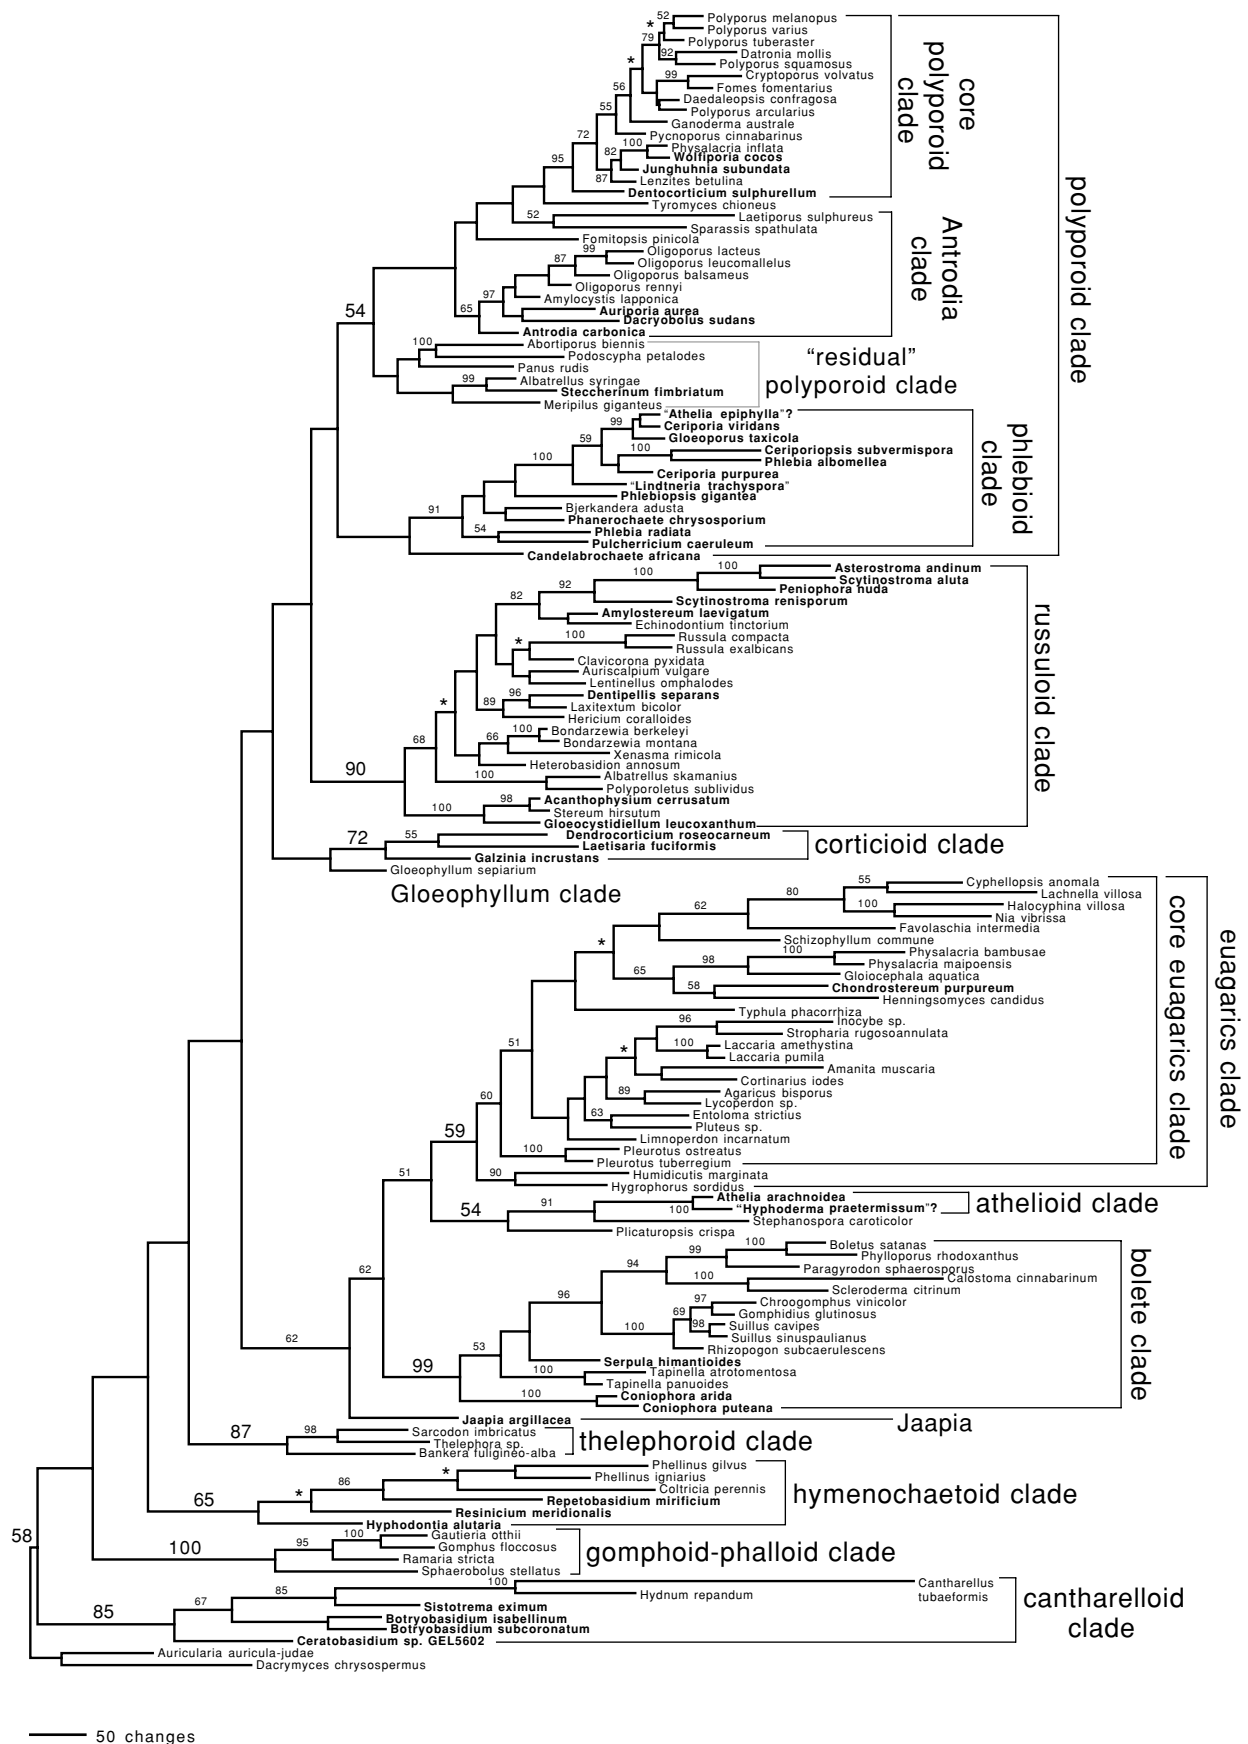 52
Polyporus melanopus
*
Polyporus varius
79
Polyporus tuberaster
92
Datronia mollis
*
Polyporus squamosus
99
Cryptoporus volvatus
56
Fomes fomentarius
Daedaleopsis confragosa
55
Polyporus arcularius
Ganoderma australe
72
Pycnoporus cinnabarinus
100
Physalacria inflata
82
Wolfiporia cocos
95
Junghuhnia subundata
87
Lenzites betulina
Dentocorticium sulphurellum
core
polyporoid
clade
Tyromyces chioneus
52
Laetiporus sulphureus
Sparassis spathulata
Fomitopsis pinicola
99
Oligoporus lacteus
87
Oligoporus leucomallelus
Oligoporus balsameus
Oligoporus rennyi
97
Amylocystis lapponica
65
Auriporia aurea
Dacryobolus sudans
Antrodia carbonica
Antrodia
clade
54
100
Abortiporus biennis
Podoscypha petalodes
Panus rudis
99
Albatrellus syringae
Steccherinum fimbriatum
Meripilus giganteus
“residual”
polyporoid clade
"Athelia epiphylla"?
99
Ceriporia viridans
59
Gloeoporus taxicola
100
Ceriporiopsis subvermispora
100
Phlebia albomellea
Ceriporia purpurea
"Lindtneria trachyspora"
Phlebiopsis gigantea
91
Bjerkandera adusta
Phanerochaete chrysosporium
54
Phlebia radiata
Pulcherricium caeruleum
Candelabrochaete africana
phlebioid
clade
polyporoid clade
100
Asterostroma andinum
100
Scytinostroma aluta
92
Peniophora nuda
82
Scytinostroma renisporum
Amylostereum laevigatum
Echinodontium tinctorium
*
100
Russula compacta
Russula exalbicans
Clavicorona pyxidata
Auriscalpium vulgare
Lentinellus omphalodes
96
Dentipellis separans
*
89
Laxitextum bicolor
Hericium coralloides
100
Bondarzewia berkeleyi
68
66
Bondarzewia montana
Xenasma rimicola
Heterobasidion annosum
90
100
Albatrellus skamanius
Polyporoletus sublividus
98
Acanthophysium cerrusatum
100
Stereum hirsutum
Gloeocystidiellum leucoxanthum
russuloid clade
72
55
Dendrocorticium roseocarneum
Laetisaria fuciformis
Galzinia incrustans
corticioid clade
Gloeophyllum sepiarium
Gloeophyllum clade
55
Cyphellopsis anomala
80
Lachnella villosa
100
Halocyphina villosa
62
Nia vibrissa
Favolaschia intermedia
*
Schizophyllum commune
100
Physalacria bambusae
98
Physalacria maipoensis
65
Gloiocephala aquatica
58
Chondrostereum purpureum
Henningsomyces candidus
Typhula phacorrhiza
96
Inocybe sp.
51
Stropharia rugosoannulata
*
100
Laccaria amethystina
Laccaria pumila
Amanita muscaria
Cortinarius iodes
60
89
Agaricus bisporus
Lycoperdon sp.
63
Entoloma strictius
Pluteus sp.
59
Limnoperdon incarnatum
100
Pleurotus ostreatus
Pleurotus tuberregium
core euagarics clade
51
90
Humidicutis marginata
Hygrophorus sordidus
euagarics clade
54
91
Athelia arachnoidea
100
“Hyphoderma praetermissum”?
Stephanospora caroticolor
Plicaturopsis crispa
athelioid clade
100
Boletus satanas
99
Phylloporus rhodoxanthus
62
94
Paragyrodon sphaerosporus
100
Calostoma cinnabarinum
Scleroderma citrinum
96
97
Chroogomphus vinicolor
69
Gomphidius glutinosus
100
98
Suillus cavipes
62
Suillus sinuspaulianus
Rhizopogon subcaerulescens
53
Serpula himantioides
99
100
Tapinella atrotomentosa
Tapinella panuoides
100
Coniophora arida
Coniophora puteana
bolete clade
Jaapia argillacea
Jaapia
87
98
Sarcodon imbricatus
Thelephora sp.
Bankera fuligineo-alba
thelephoroid clade
*
Phellinus gilvus
86
Phellinus igniarius
*
Coltricia perennis
65
Repetobasidium mirificium
Resinicium meridionalis
Hyphodontia alutaria
hymenochaetoid clade
58
100
Gautieria otthii
95
Gomphus floccosus
100
Ramaria stricta
Sphaerobolus stellatus
gomphoid-phalloid clade
100
Cantharellus
tubaeformis
85
Hydnum repandum
67
Sistotrema eximum
85
Botryobasidium isabellinum
Botryobasidium subcoronatum
Ceratobasidium sp. GEL5602
cantharelloid
clade
Auricularia auricula-judae
Dacrymyces chrysospermus
50 changes